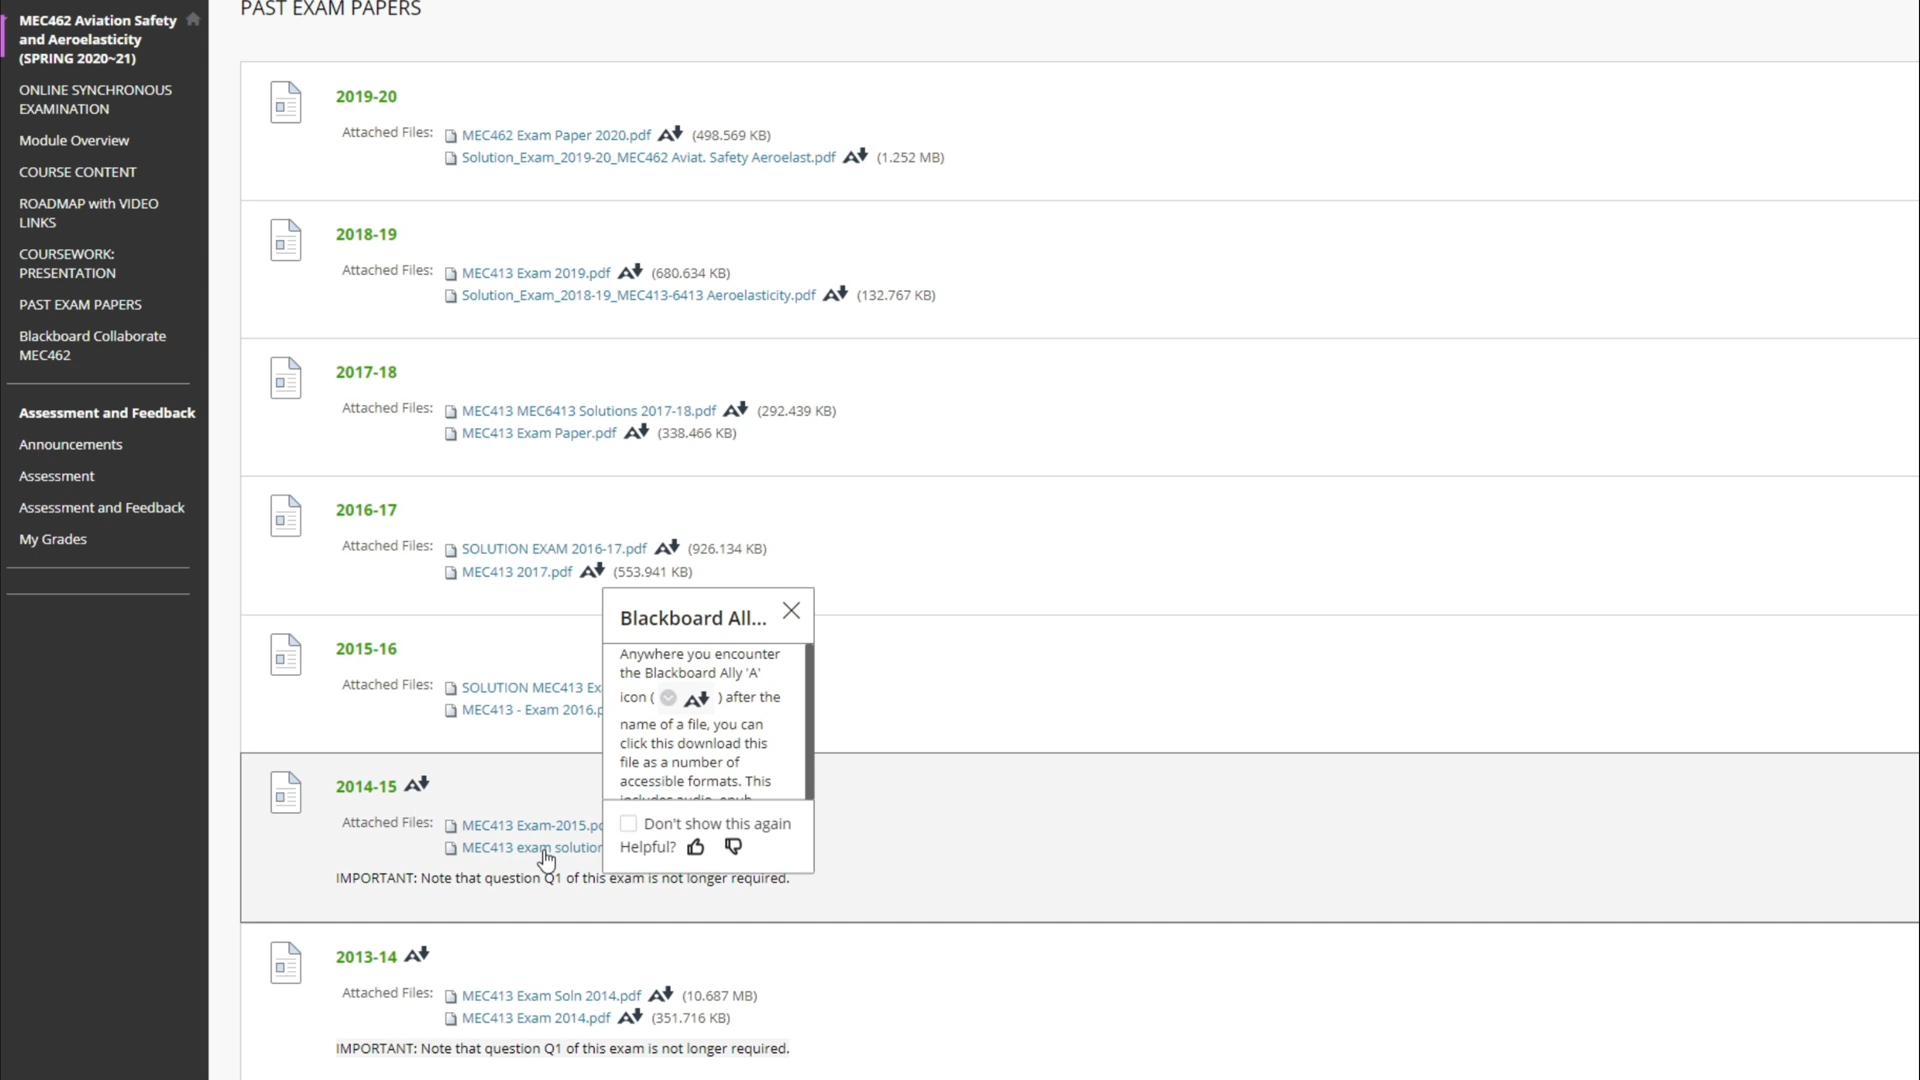 MEC462 Aviation Safety
and Aeroelasticity
(SPRING 2020~21)
ONLINE SYNCHRONOUS
EXAMINATION
Module Overview
COURSE CONTENT
ROADMAP with VIDEO
LINKS
COURSEWORK:
PRESENTATION
PAST EXAM PAPERS
Blackboard Collaborate
MEC462
Assessment and Feedback
Announcements
Assessment
Assessment and Feedback
My Grades
PAST EXAM PAPERS
2019-20
Attached Files: MEC462 Exam Paper 2020.pdf (498.569 KB)
Solution_Exam_2019-20_MEC462 Aviat. Safety Aeroelast.pdf (1.252 MB)
2018-19
Attached Files: MEC413 Exam 2019.pdf (680.634 KB)
Solution_Exam_2018-19_MEC413-6413 Aeroelasticity.pdf (132.767 KB)
2017-18
Attached Files: MEC413 MEC6413 Solutions 2017-18.pdf (292.439 KB)
MEC413 Exam Paper.pdf (338.466 KB)
2016-17
Attached Files: SOLUTION EXAM 2016-17.pdf (926.134 KB)
MEC413 2017.pdf (553.941 KB)
2015-16
Attached Files: SOLUTION MEC413 Ex
MEC413 - Exam 2016.p
2014-15
Attached Files: MEC413 Exam-2015.pd
MEC413 exam solution
IMPORTANT: Note that question Q1 of this exam is not longer required.
Blackboard All...
Anywhere you encounter
the Blackboard Ally 'A'
icon ( ) after the
name of a file, you can
click this download this
file as a number of
accessible formats. This
includes audio, epub,
Don't show this again
Helpful?
2013-14
Attached Files: MEC413 Exam Soln 2014.pdf (10.687 MB)
MEC413 Exam 2014.pdf (351.716 KB)
IMPORTANT: Note that question Q1 of this exam is not longer required.